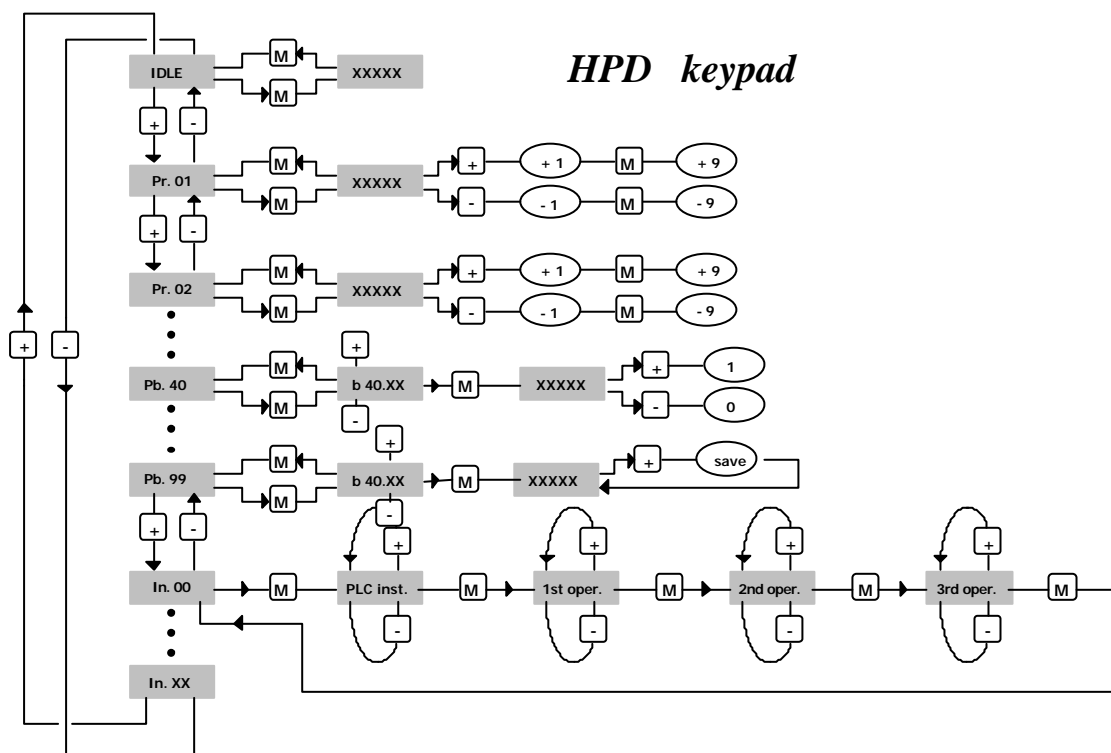 HPD keypad
M
IDLE XXXXX
M
+ -
M + +1 M +9
Pr. 01 XXXXX
M - -1 M -9
+ -
M + +1 M +9
Pr. 02 XXXXX
M - -1 M -9
+ -
+
M + 1
Pb. 40 b 40.XX M XXXXX
M - 0
-
+
M + save
Pb. 99 b 40.XX M XXXXX
M
-
+ - + + + +
In. 00 M PLC inst. M 1st oper. M 2nd oper. M 3rd oper. M
- - - -
In. XX